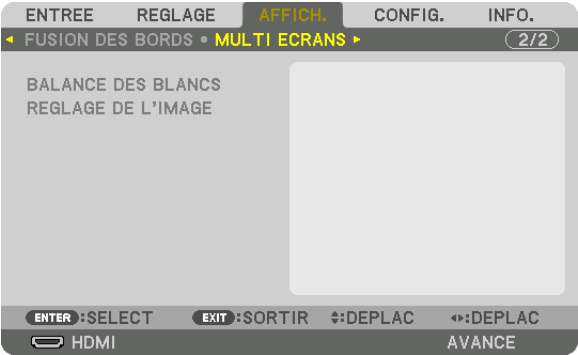 ENTREE REGLAGE AFFICH. CONFIG. INFO.
FUSION DES BORDS • MULTI ECRANS 2/2
BALANCE DES BLANCS
REGLAGE DE L'IMAGE
ENTER :SELECT EXIT :SORTIR :DEPLAC :DEPLAC
HDMI AVANCE